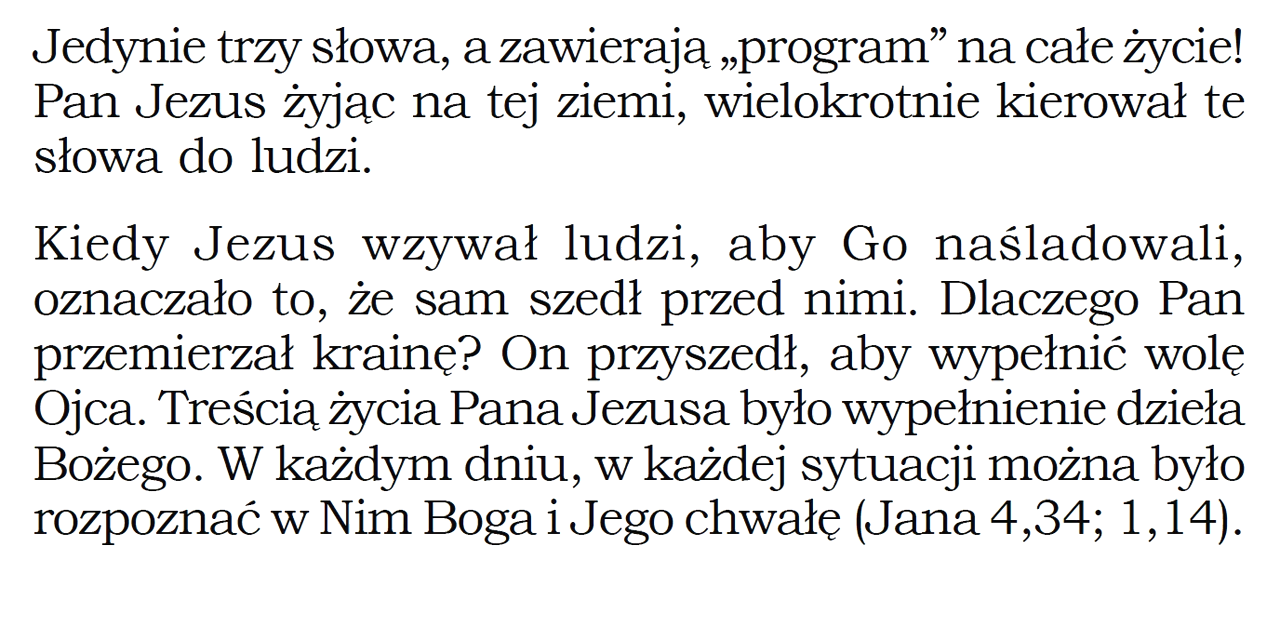 Jedynie trzy słowa, a zawierają „program” na całe życie!
Pan Jezus żyjąc na tej ziemi, wielokrotnie kierował te
słowa do ludzi.
Kiedy Jezus wzywał ludzi, aby Go naśladowali,
oznaczało to, że sam szedł przed nimi. Dlaczego Pan
przemierzał krainę? On przyszedł, aby wypełnić wolę
Ojca. Treścią życia Pana Jezusa było wypełnienie dzieła
Bożego. W każdym dniu, w każdej sytuacji można było
rozpoznać w Nim Boga i Jego chwałę (Jana 4,34; 1,14).